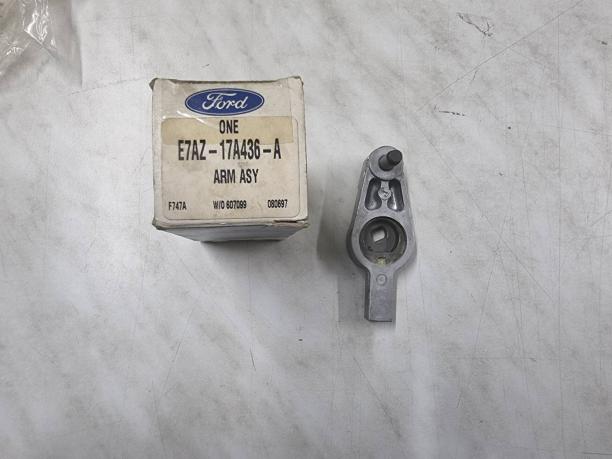 Ford
ONE
E7AZ-17A436-A
ARM ASY
F747A W/O 607099 080697